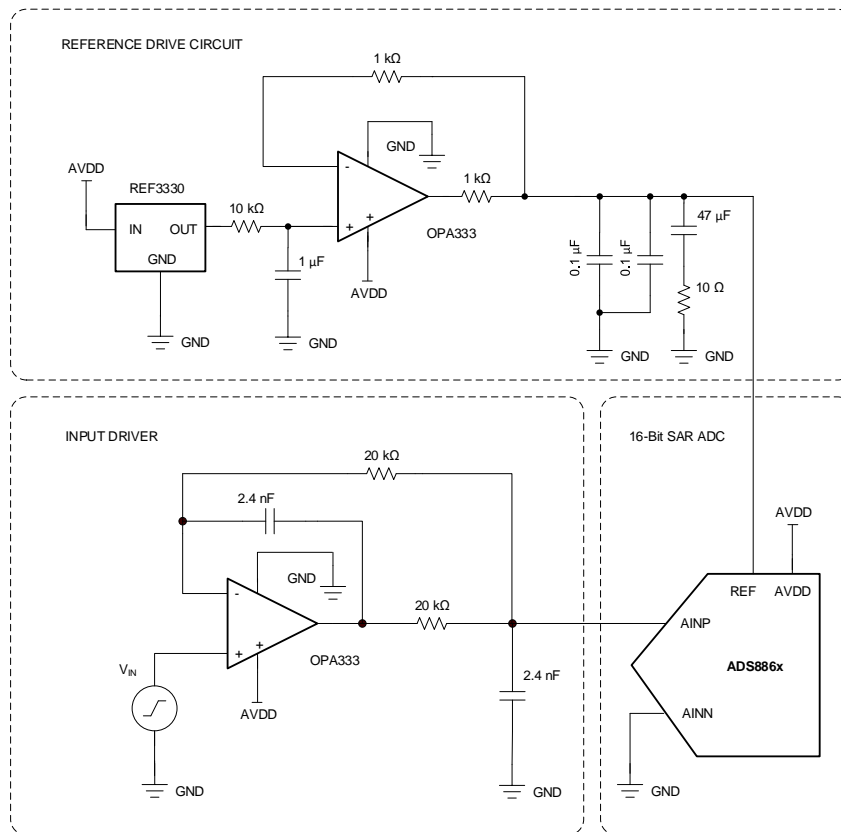 REFERENCE DRIVE CIRCUIT
1 kΩ
GND
AVDD
REF3330
IN
OUT
GND
10 kΩ
-
+
+
1 kΩ
OPA333
1 µF
AVDD
GND
GND
0.1 µF
0.1 µF
47 µF
10 Ω
GND
GND
INPUT DRIVER
20 kΩ
2.4 nF
GND
-
+
+
20 kΩ
OPA333
VIN
AVDD
2.4 nF
GND
GND
16-Bit SAR ADC
AVDD
REF
AVDD
AINP
ADS886x
AINN
GND